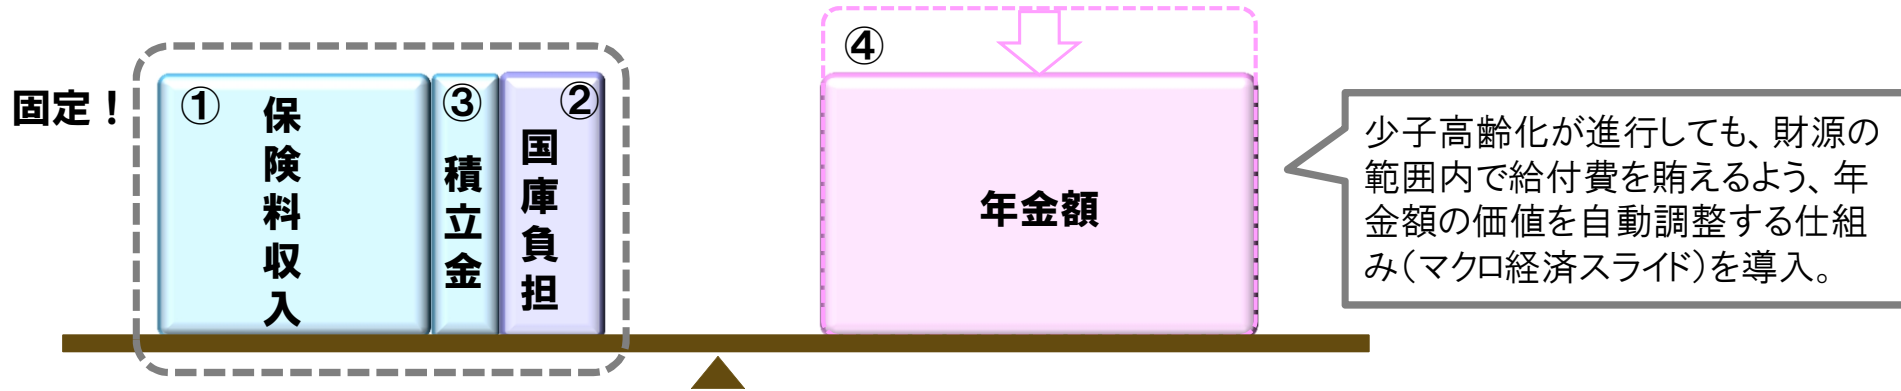 固定！
①
保険料収入
③
積立金
②
国庫負担
④
年金額
少子高齢化が進行しても、財源の
範囲内で給付費を賄えるよう、年
金額の価値を自動調整する仕組
み（マクロ経済スライド）を導入。